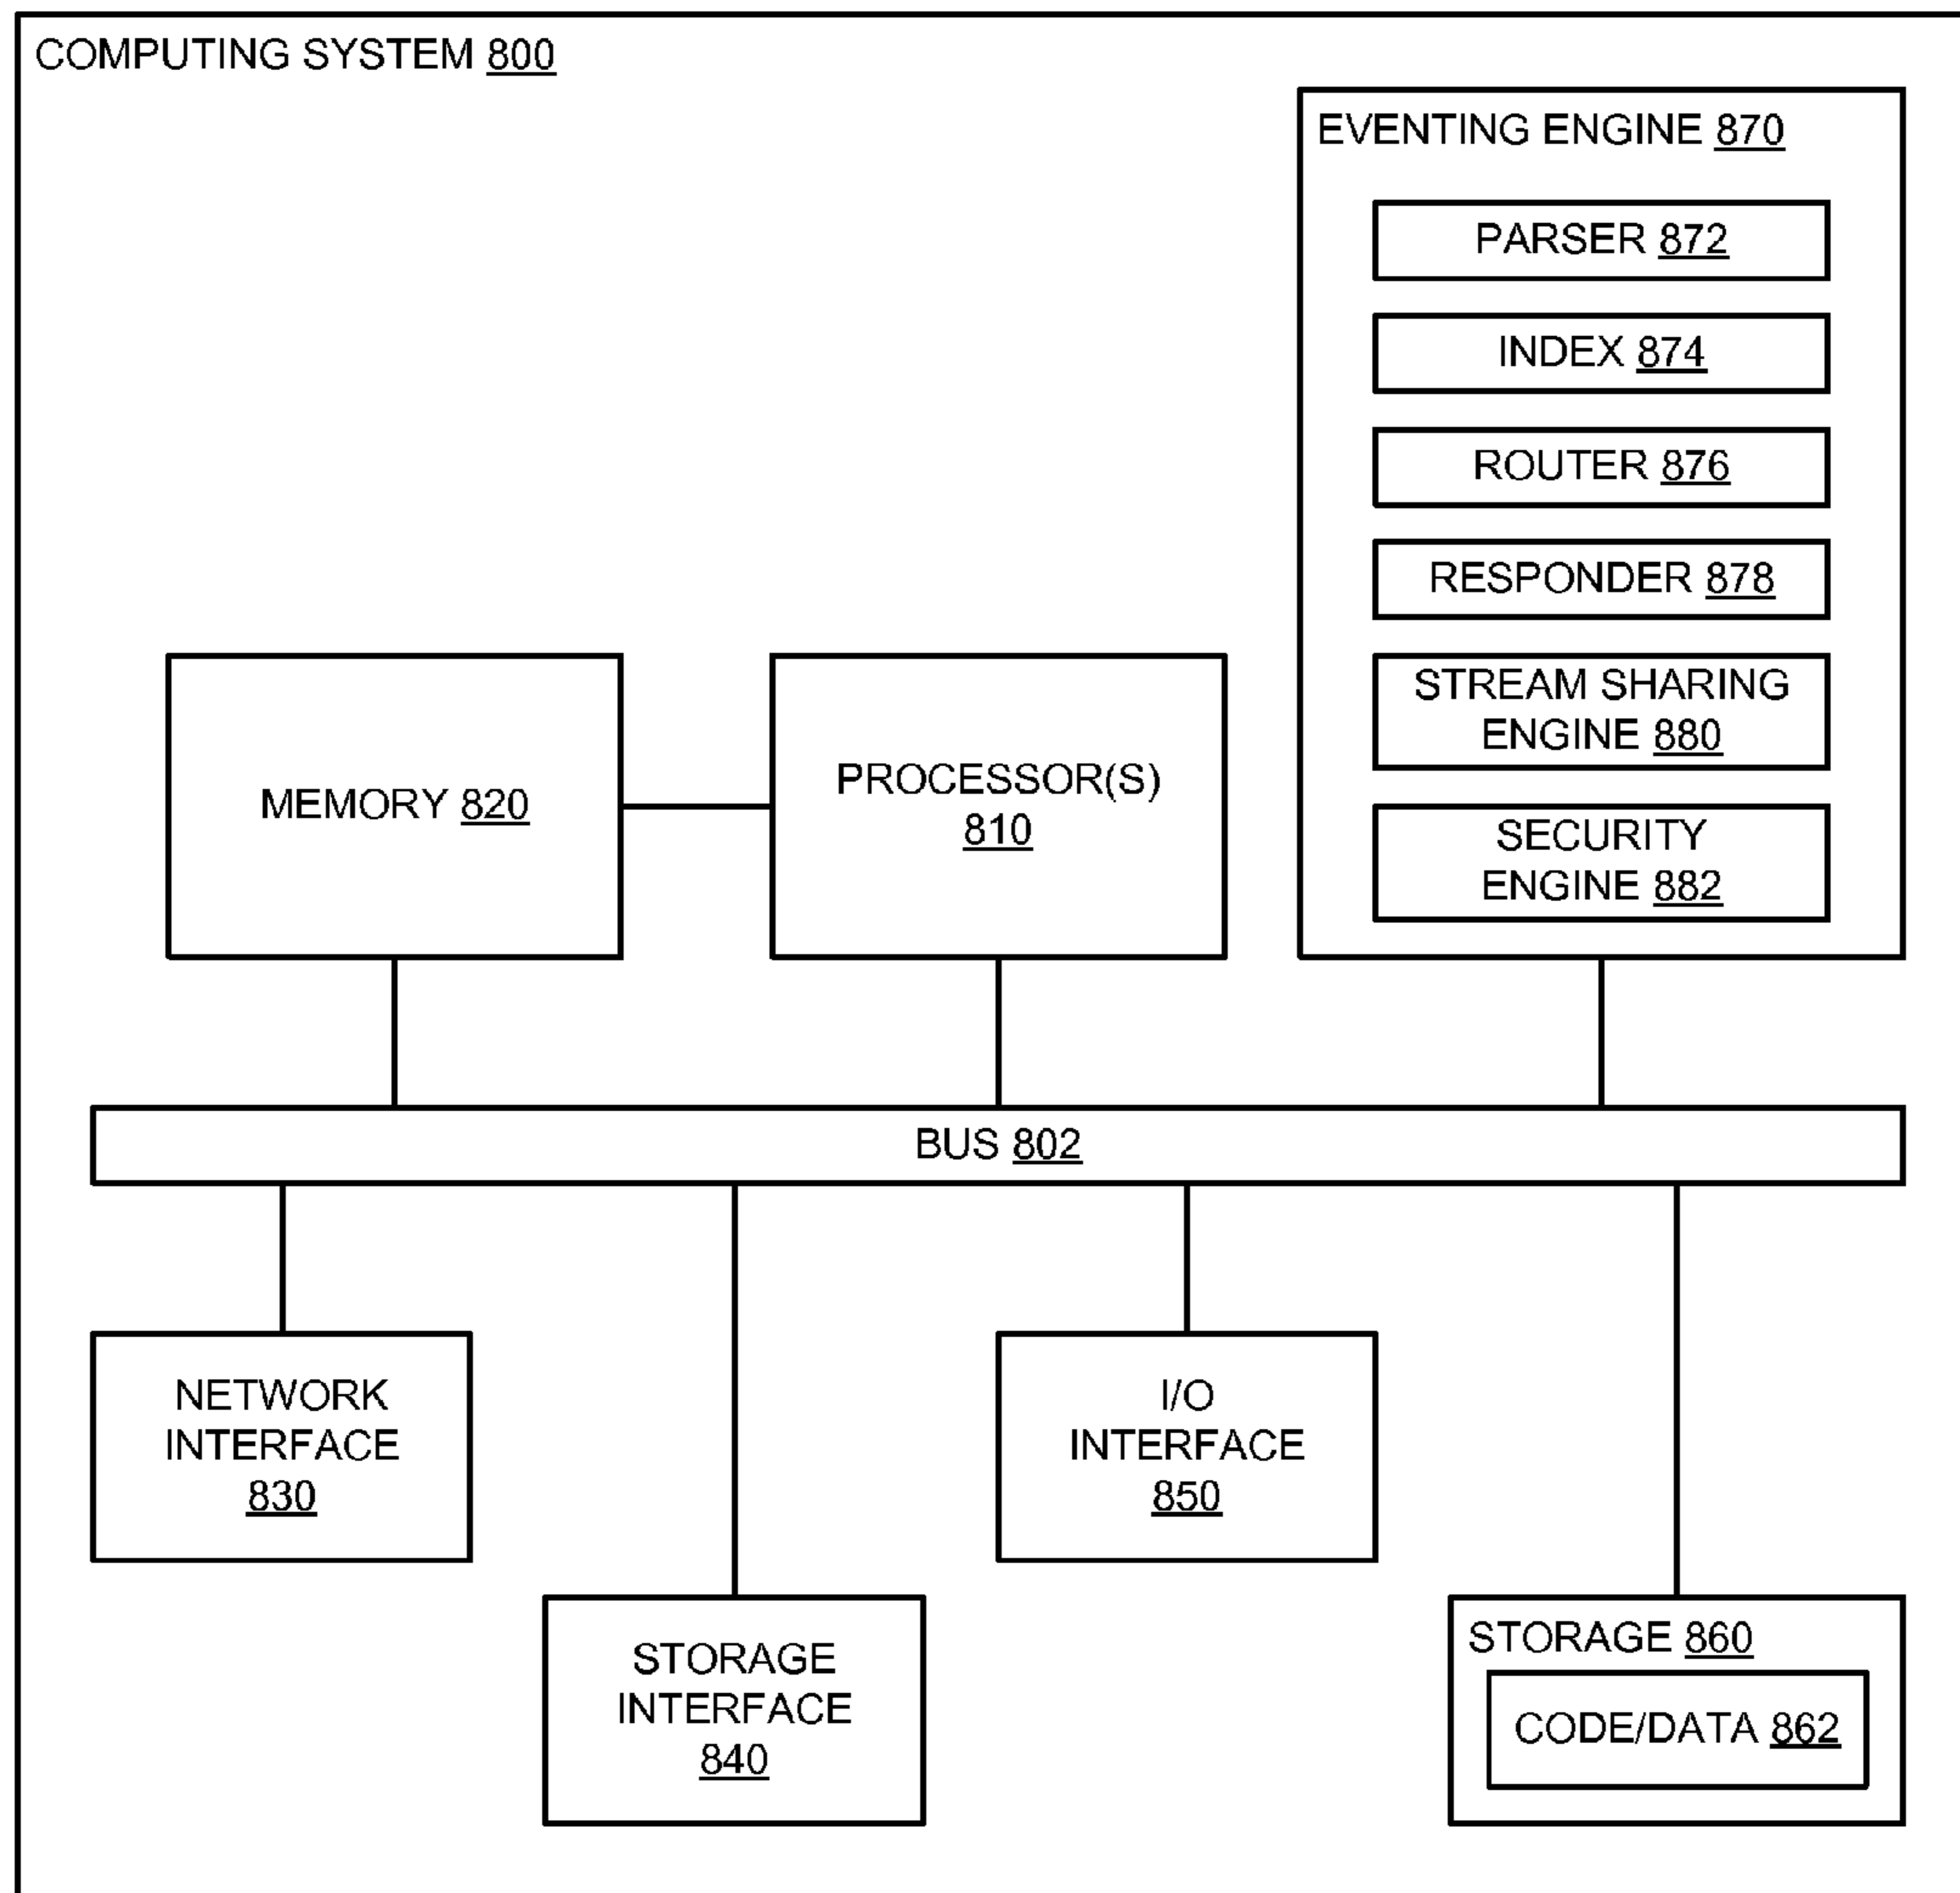 COMPUTING SYSTEM 800
EVENTING ENGINE 870
PARSER 872
INDEX 874
ROUTER 876
RESPONDER 878
STREAM SHARING
ENGINE 880
SECURITY
ENGINE 882
MEMORY 820
PROCESSOR(S)
810
BUS 802
NETWORK
INTERFACE
830
I/O
INTERFACE
850
STORAGE
INTERFACE
840
STORAGE 860
CODE/DATA 862